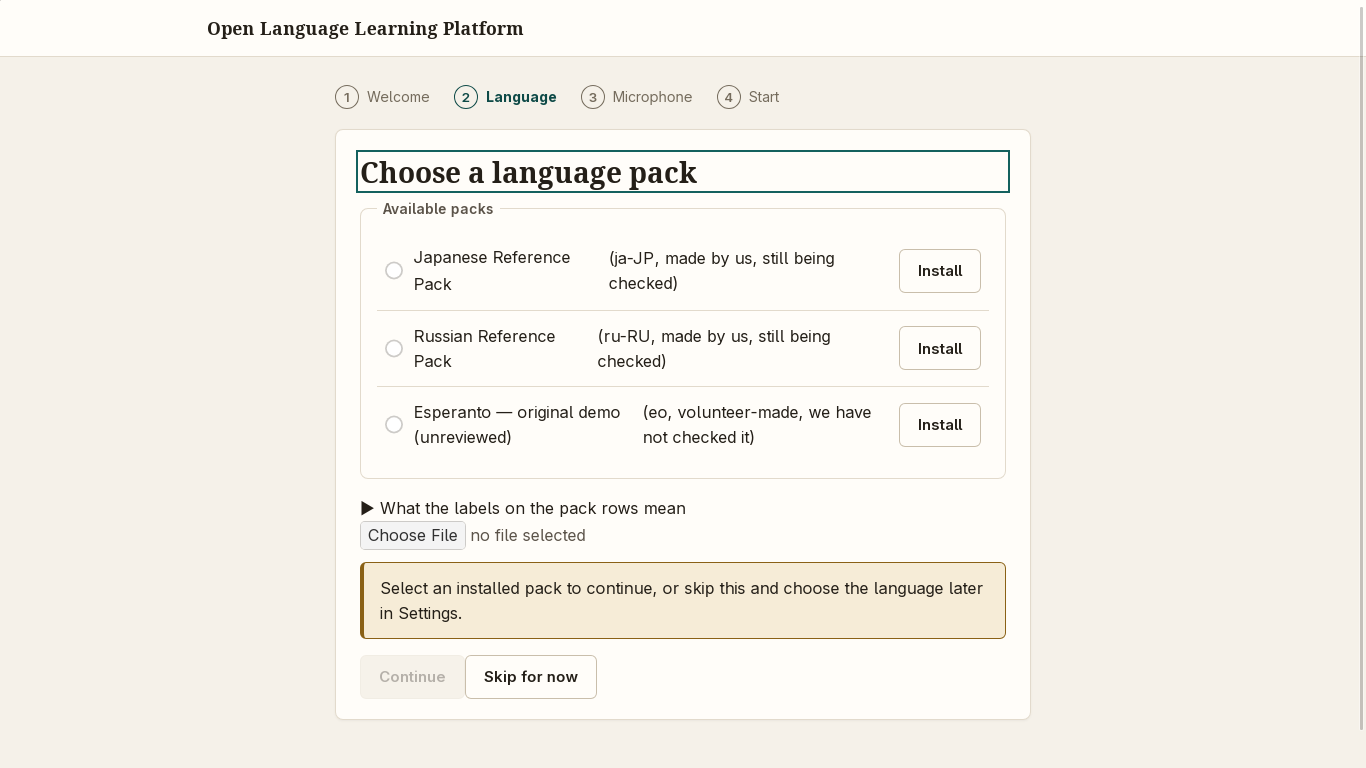 Open Language Learning Platform
1 Welcome 2 Language 3 Microphone 4 Start
Choose a language pack
Available packs
Japanese Reference
Pack
(ja-JP, made by us, still being
checked)
Install
Russian Reference
Pack
(ru-RU, made by us, still being
checked)
Install
Esperanto — original demo
(unreviewed)
(eo, volunteer-made, we have
not checked it)
Install
▶ What the labels on the pack rows mean
Choose File no file selected
Select an installed pack to continue, or skip this and choose the language later
in Settings.
Continue Skip for now